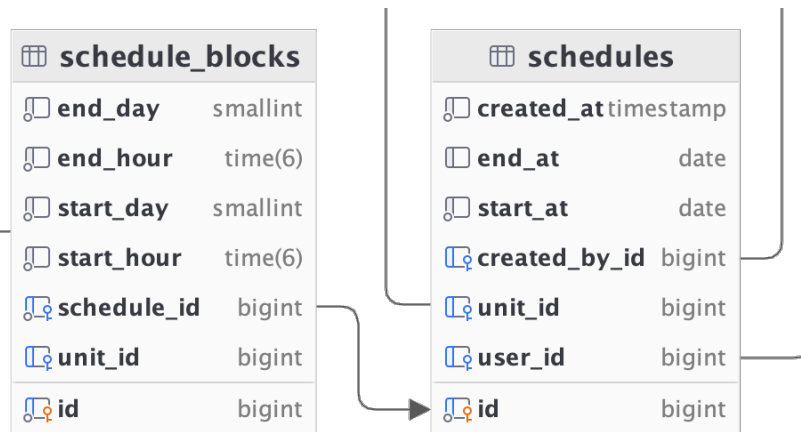 schedule_blocks
end_day smallint
end_hour time(6)
start_day smallint
start_hour time(6)
schedule_id bigint
unit_id bigint
id bigint
schedules
created_at timestamp
end_at date
start_at date
created_by_id bigint
unit_id bigint
user_id bigint
id bigint